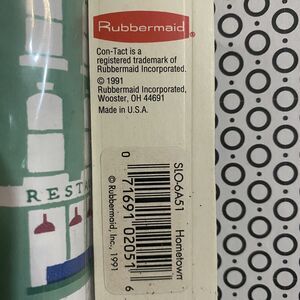 Rubbermaid
Con-Tact is a
registered trademark of
Rubbermaid Incorporated.
© 1991
Rubbermaid Incorporated,
Wooster, OH 44691
Made in U.S.A.
RESTA
SLO-6A51 Hometown
0 71691 02051 6
© Rubbermaid, Inc., 1991